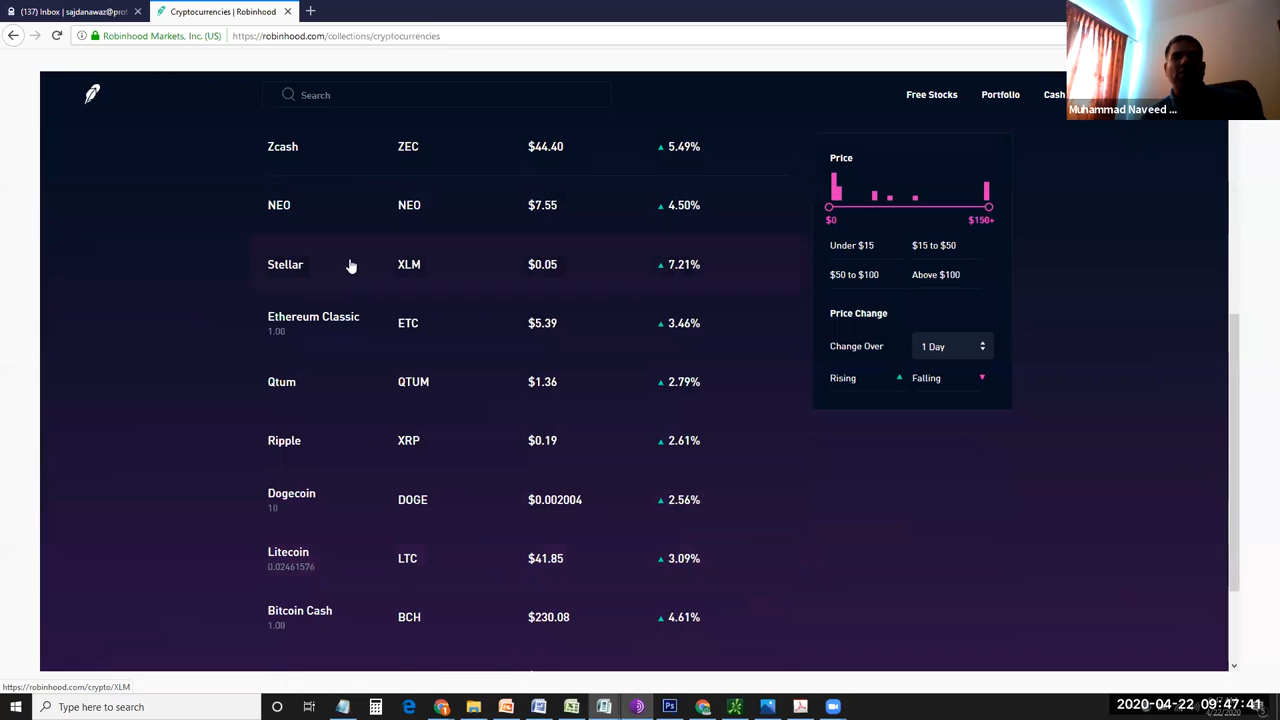 (137) Inbox | sajdanawaz@prot
Cryptocurrencies | Robinhood
Robinhood Markets, Inc. (US)
https://robinhood.com/collections/cryptocurrencies
Muhammad Naveed ...
Search
Free Stocks
Portfolio
Cash
Zcash ZEC $44.40 5.49%
NEO NEO $7.55 4.50%
Stellar XLM $0.05 7.21%
Ethereum Classic ETC $5.39 3.46%
1.00
Qtum QTUM $1.36 2.79%
Ripple XRP $0.19 2.61%
Dogecoin DOGE $0.002004 2.56%
10
Litecoin LTC $41.85 3.09%
0.02461576
Bitcoin Cash BCH $230.08 4.61%
1.00
Price
$0 $150+
Under $15 $15 to $50
$50 to $100 Above $100
Price Change
Change Over 1 Day
Rising Falling
https://robinhood.com/crypto/XLM
Type here to search
2020-04-22 09:47:41